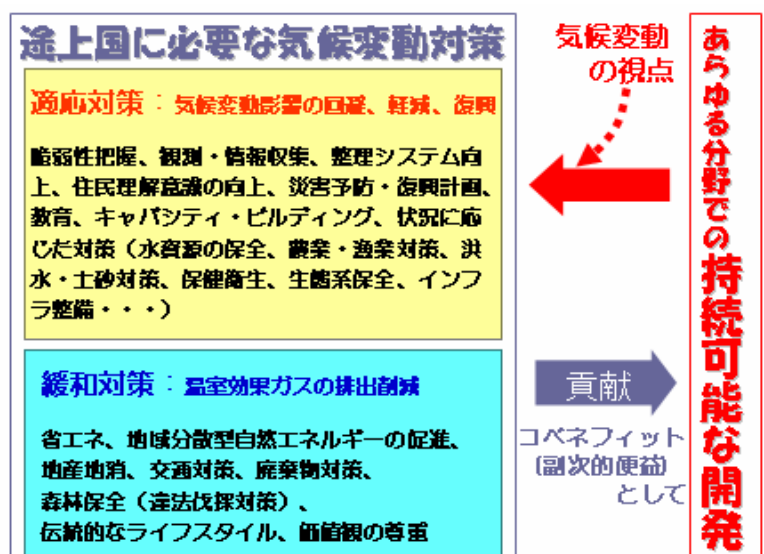 途上国に必要な気候変動対策
適応対策：気候変動影響の回避、軽減、復興
脆弱性把握、観測・情報収集、整理システム向
上、住民理解意識の向上、災害予防・復興計画、
教育、キャパシティ・ビルディング、状況に応
じた対策（水資源の保全、農業・漁業対策、洪
水・土砂対策、保健衛生、生態系保全、インフ
ラ整備・・・）
緩和対策：温室効果ガスの排出削減
省エネ、地域分散型自然エネルギーの促進、
地産地消、交通対策、廃棄物対策、
森林保全（違法伐採対策）、
伝統的なライフスタイル、価値観の尊重
気候変動
の視点
貢献
コベネフィット
(副次的便益)
として
あらゆる分野での持続可能な開発